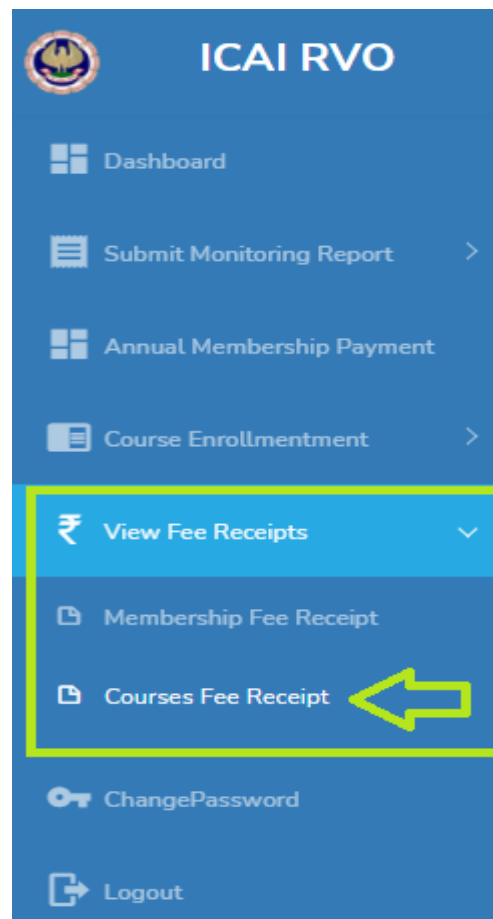 ICAI RVO
Dashboard
Submit Monitoring Report
Annual Membership Payment
Course Enrollmentment
₹ View Fee Receipts
Membership Fee Receipt
Courses Fee Receipt
ChangePassword
Logout